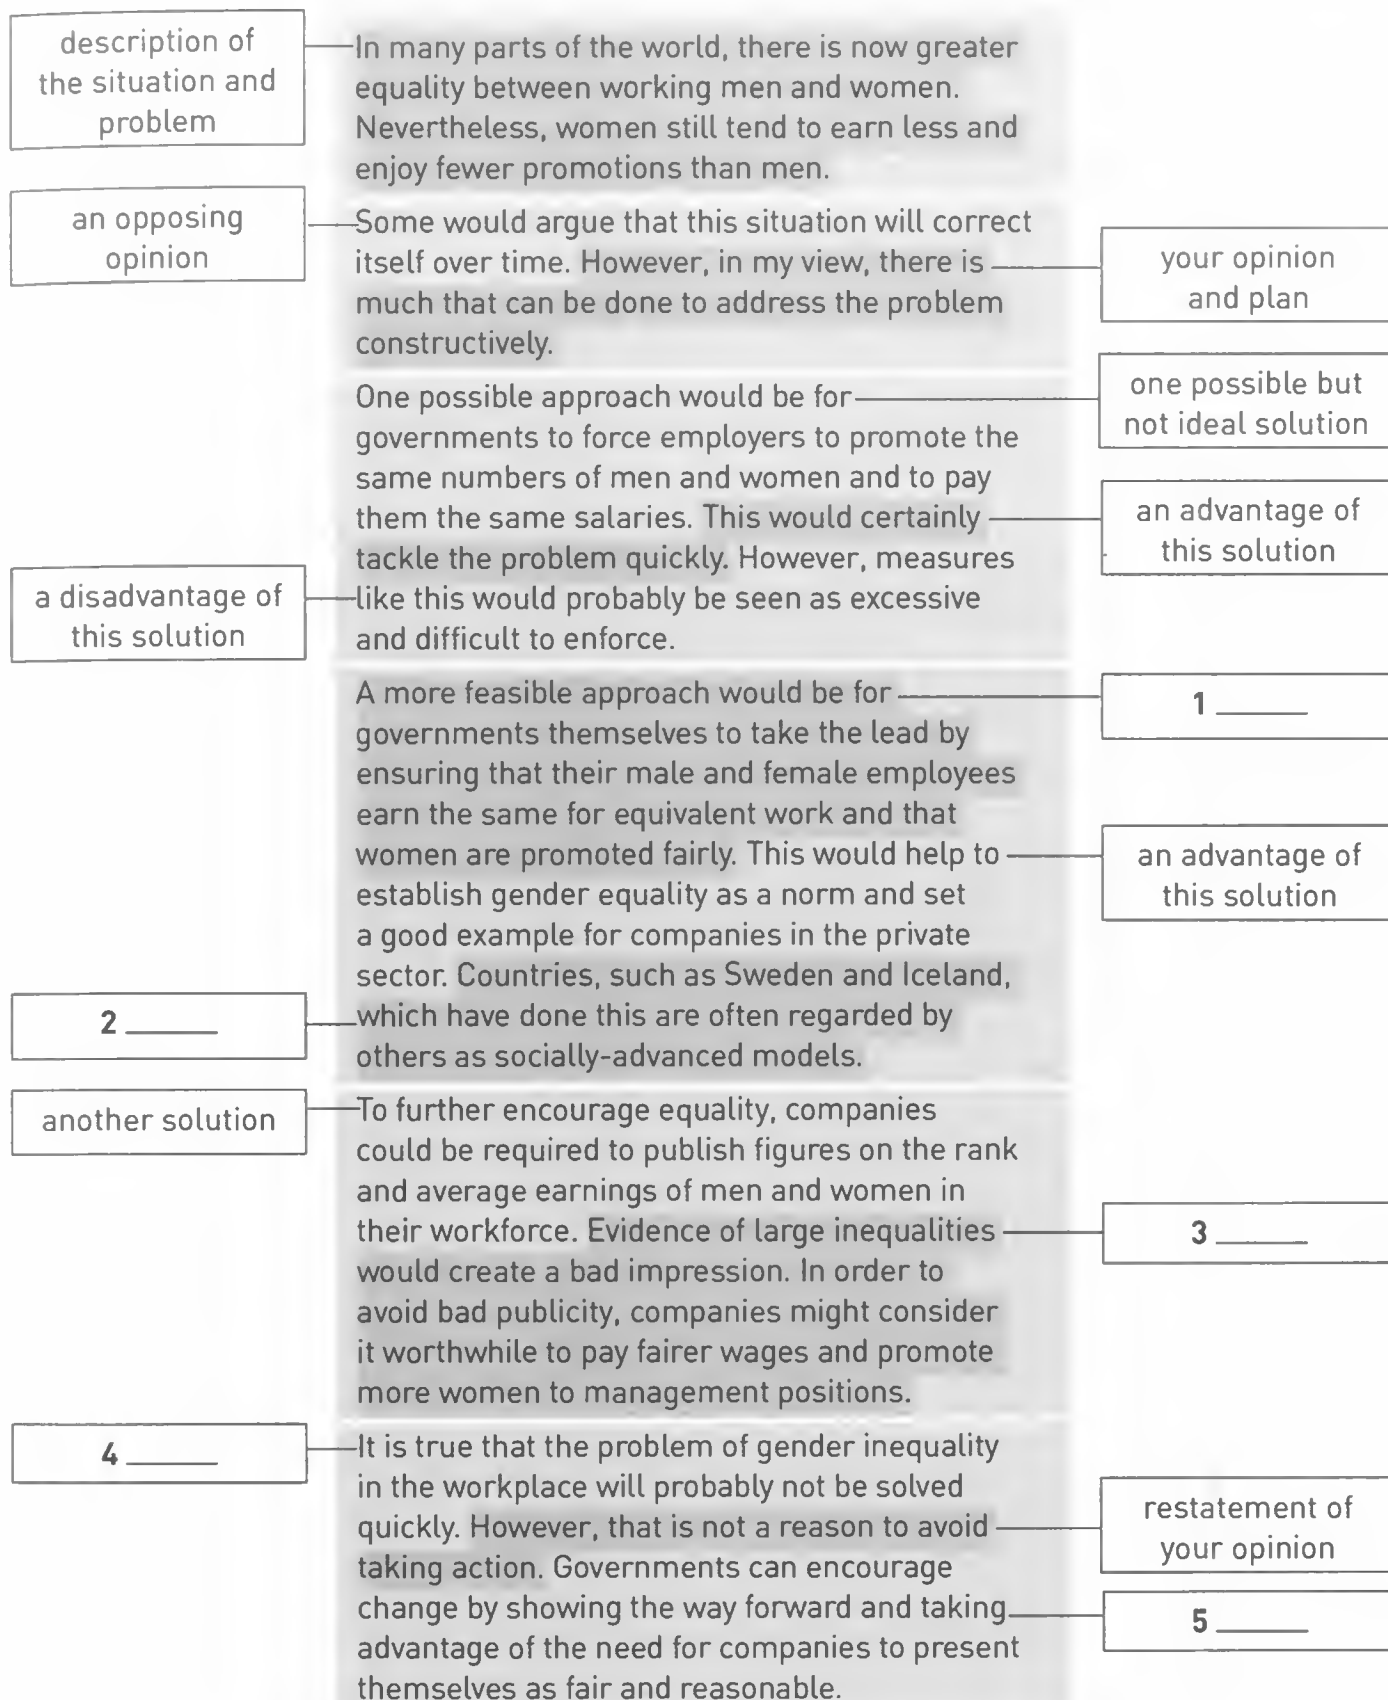 description of
the situation and
problem
In many parts of the world, there is now greater
equality between working men and women.
Nevertheless, women still tend to earn less and
enjoy fewer promotions than men.
an opposing
opinion
Some would argue that this situation will correct
itself over time. However, in my view, there is
much that can be done to address the problem
constructively.
your opinion
and plan
One possible approach would be for
governments to force employers to promote the
same numbers of men and women and to pay
them the same salaries. This would certainly
tackle the problem quickly. However, measures
like this would probably be seen as excessive
and difficult to enforce.
one possible but
not ideal solution
an advantage of
this solution
a disadvantage of
this solution
A more feasible approach would be for
governments themselves to take the lead by
ensuring that their male and female employees
earn the same for equivalent work and that
women are promoted fairly. This would help to
establish gender equality as a norm and set
a good example for companies in the private
sector. Countries, such as Sweden and Iceland,
which have done this are often regarded by
others as socially-advanced models.
1 ______
an advantage of
this solution
2 ______
another solution
To further encourage equality, companies
could be required to publish figures on the rank
and average earnings of men and women in
their workforce. Evidence of large inequalities
would create a bad impression. In order to
avoid bad publicity, companies might consider
it worthwhile to pay fairer wages and promote
more women to management positions.
3 ______
4 ______
It is true that the problem of gender inequality
in the workplace will probably not be solved
quickly. However, that is not a reason to avoid
taking action. Governments can encourage
change by showing the way forward and taking
advantage of the need for companies to present
themselves as fair and reasonable.
restatement of
your opinion
5 ______